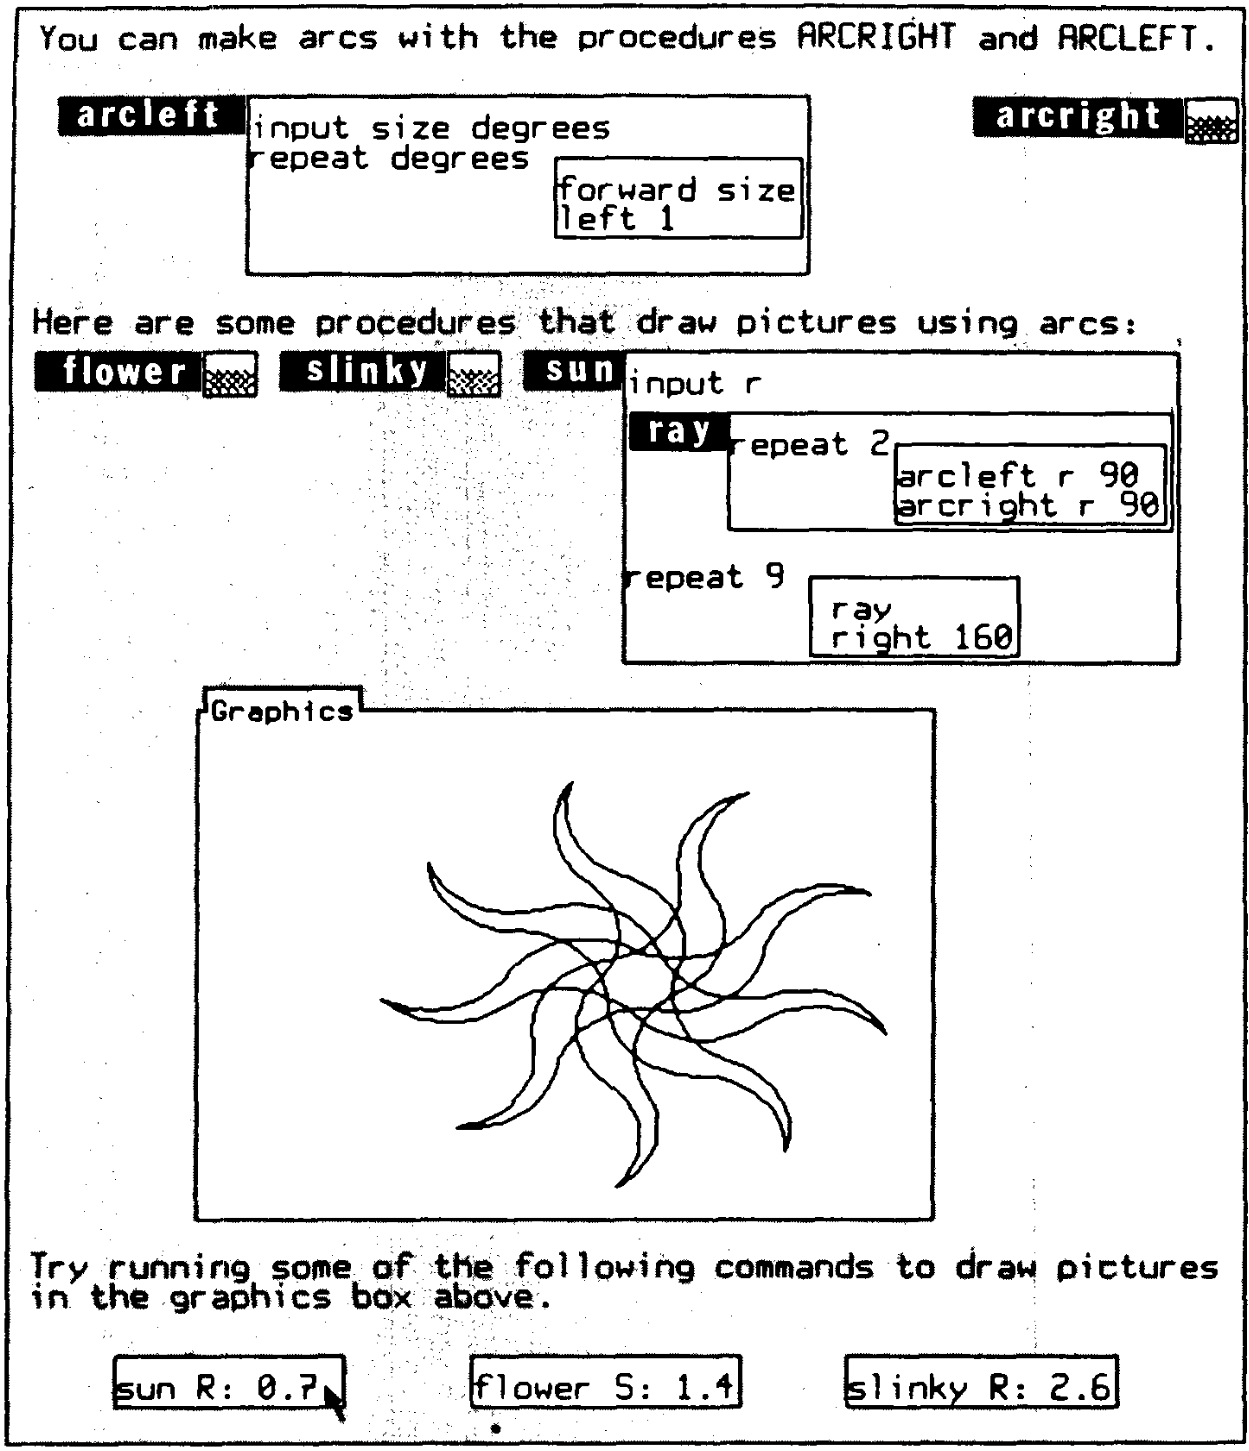 You can make arcs with the procedures ARCRIGHT and ARCLEFT.
arcleft
input size degrees
repeat degrees
forward size
left 1
arcright
Here are some procedures that draw pictures using arcs:
flower
slinky
sun
input r
ray
repeat 2
arcleft r 90
arcright r 90
repeat 9
ray
right 160
Graphics
Try running some of the following commands to draw pictures
in the graphics box above.
sun R: 0.7
flower S: 1.4
slinky R: 2.6